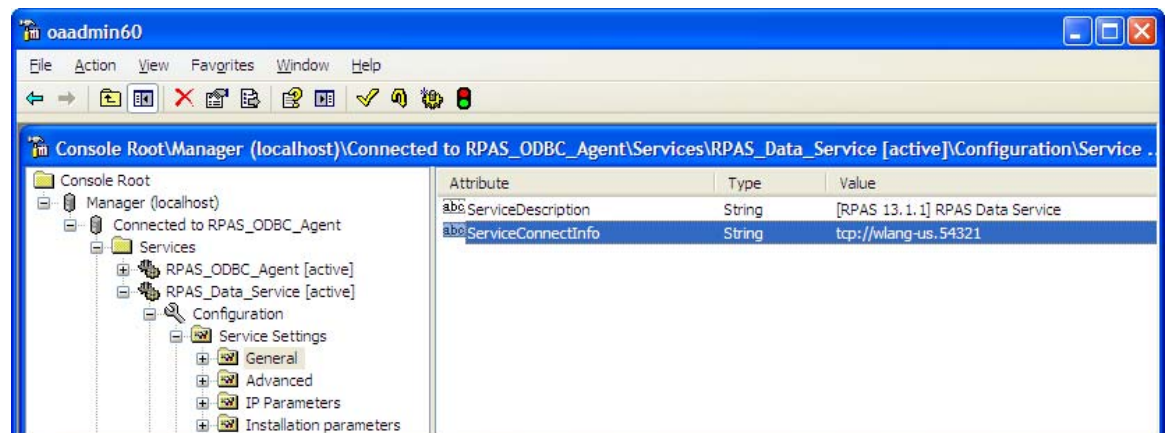 oaadmin60
File Action View Favorites Window Help
Console Root\Manager (localhost)\Connected to RPAS_ODBC_Agent\Services\RPAS_Data_Service [active]\Configuration\Service ..
Console Root
Manager (localhost)
Connected to RPAS_ODBC_Agent
Services
RPAS_ODBC_Agent [active]
RPAS_Data_Service [active]
Configuration
Service Settings
General
Advanced
IP Parameters
Installation parameters
Attribute Type Value
abc ServiceDescription String [RPAS 13.1.1] RPAS Data Service
abc ServiceConnectInfo String tcp://wlang-us.54321